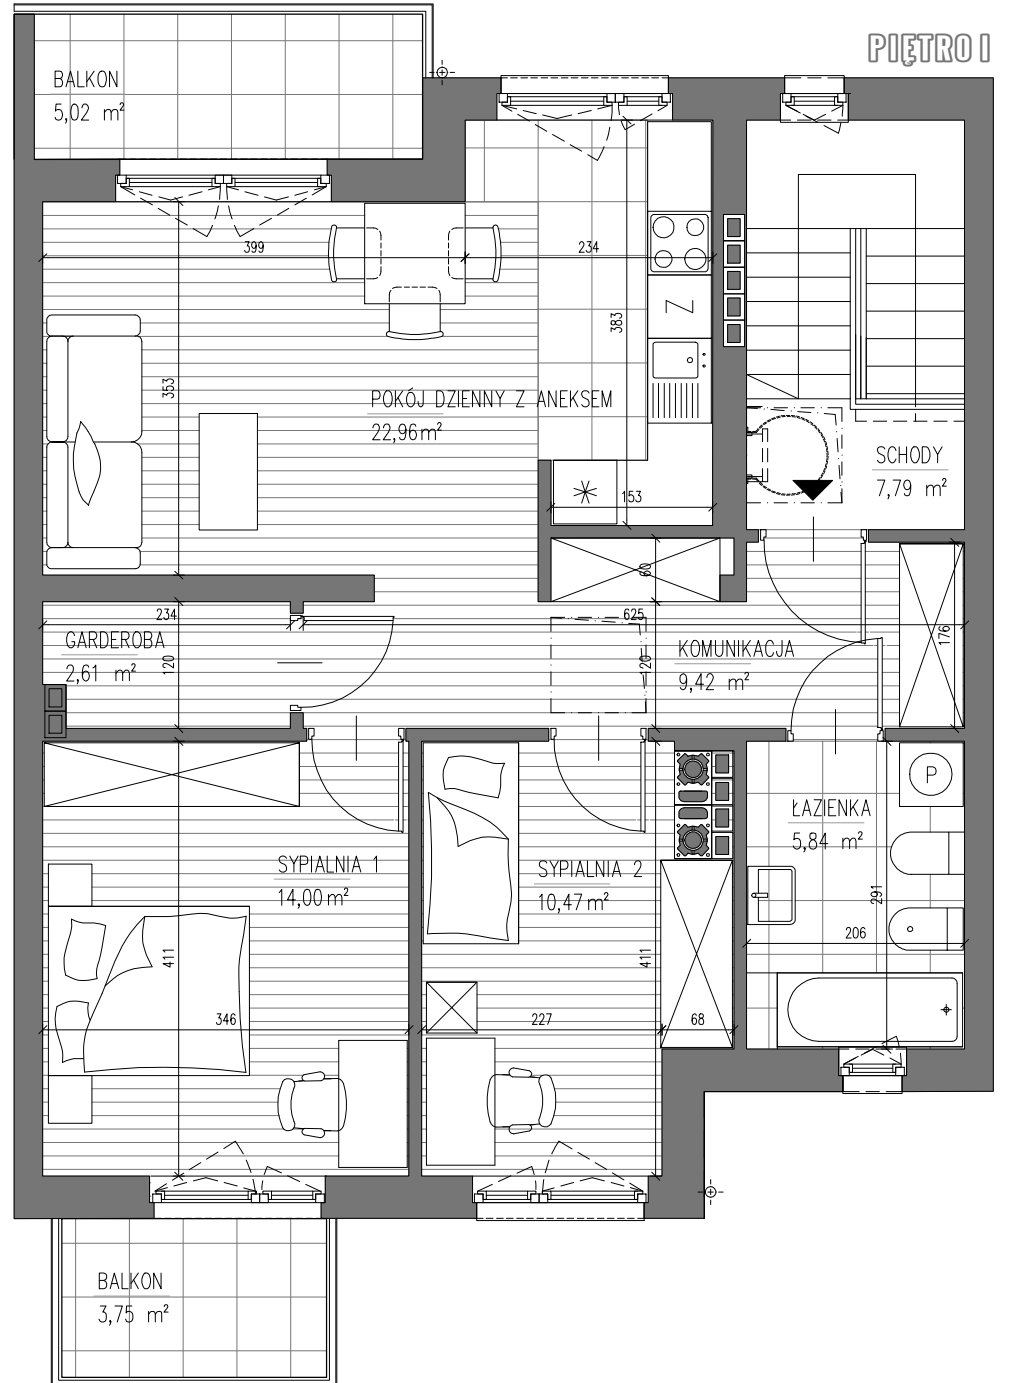 PIĘTRO I
BALKON
5,02 m²
399
234
383
353
POKÓJ DZIENNY Z ANEKSEM
22,96 m²
SCHODY
7,79 m²
153
60
234
625
176
GARDEROBA
2,61 m²
120
120
KOMUNIKACJA
9,42 m²
P
ŁAZIENKA
5,84 m²
SYPIALNIA 1
14,00 m²
SYPIALNIA 2
10,47 m²
291
206
411
411
346
227
68
BALKON
3,75 m²